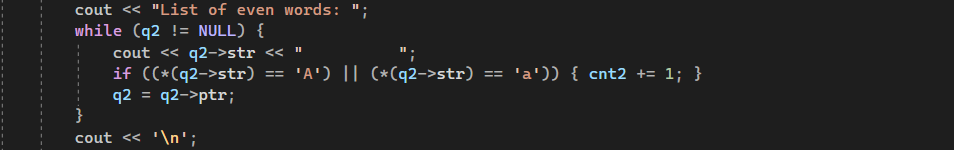 cout << "List of even words: ";
while (q2 != NULL) {
    cout << q2->str << "          ";
    if ((*(q2->str) == 'A') || (*(q2->str) == 'a')) { cnt2 += 1; }
    q2 = q2->ptr;
}
cout << '\n';